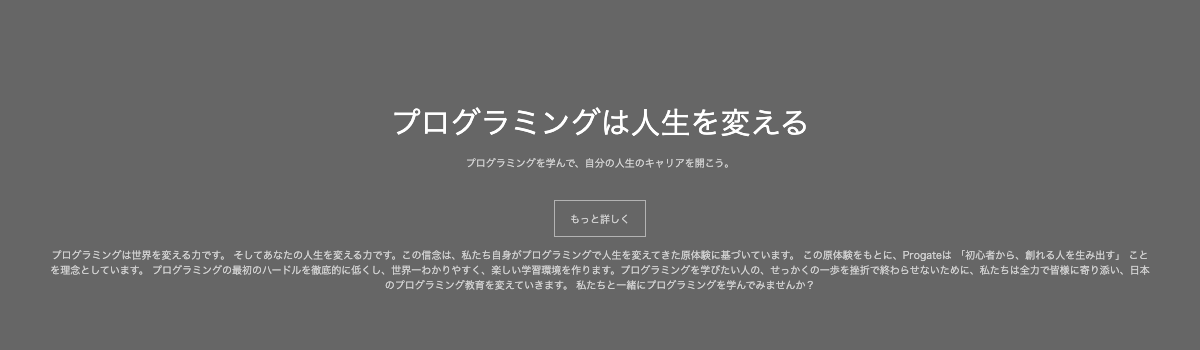 プログラミングは人生を変える
プログラミングを学んで、自分の人生のキャリアを開こう。
もっと詳しく
プログラミングは世界を変える力です。 そしてあなたの人生を変える力です。この信念は、私たち自身がプログラミングで人生を変えてきた原体験に基づいています。 この原体験をもとに、Progateは 「初心者から、創れる人を生み出す」 こと
を理念としています。 プログラミングの最初のハードルを徹底的に低くし、世界一わかりやすく、楽しい学習環境を作ります。プログラミングを学びたい人の、せっかくの一歩を挫折で終わらせないために、私たちは全力で皆様に寄り添い、日本
のプログラミング教育を変えていきます。 私たちと一緒にプログラミングを学んでみませんか？